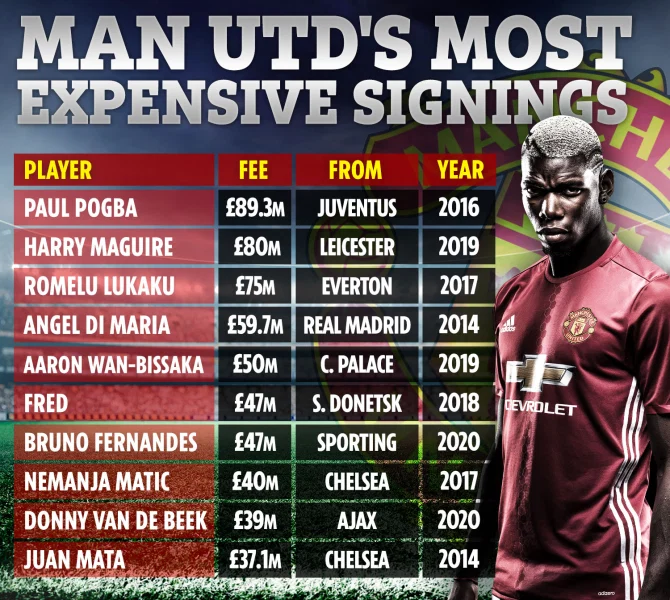 MAN UTD'S MOST
EXPENSIVE SIGNINGS
PLAYER FEE FROM YEAR
PAUL POGBA £89.3M JUVENTUS 2016
HARRY MAGUIRE £80M LEICESTER 2019
ROMELU LUKAKU £75M EVERTON 2017
ANGEL DI MARIA £59.7M REAL MADRID 2014
AARON WAN-BISSAKA £50M C. PALACE 2019
FRED £47M S. DONETSK 2018
BRUNO FERNANDES £47M SPORTING 2020
NEMANJA MATIC £40M CHELSEA 2017
DONNY VAN DE BEEK £39M AJAX 2020
JUAN MATA £37.1M CHELSEA 2014
MANCHE
adidas
CHEVROLET
adizero